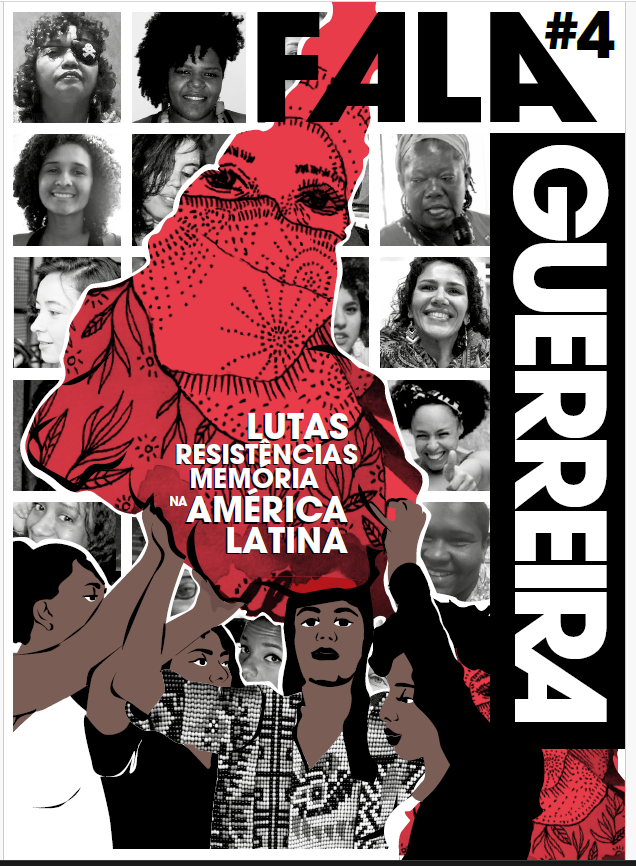 FALA
#4
GUERREIRA
LUTAS
RESISTÊNCIAS
MEMÓRIA
NA AMÉRICA
LATINA